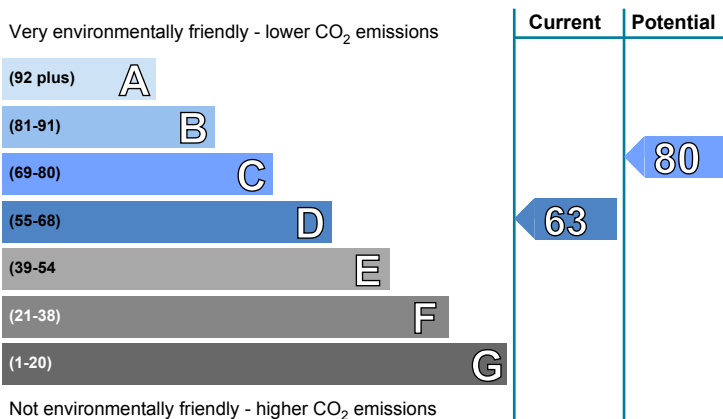 Current Potential
Very environmentally friendly - lower CO2 emissions
(92 plus) A
(81-91) B
(69-80) C
80
(55-68) D
63
(39-54 E
(21-38) F
(1-20) G
Not environmentally friendly - higher CO2 emissions